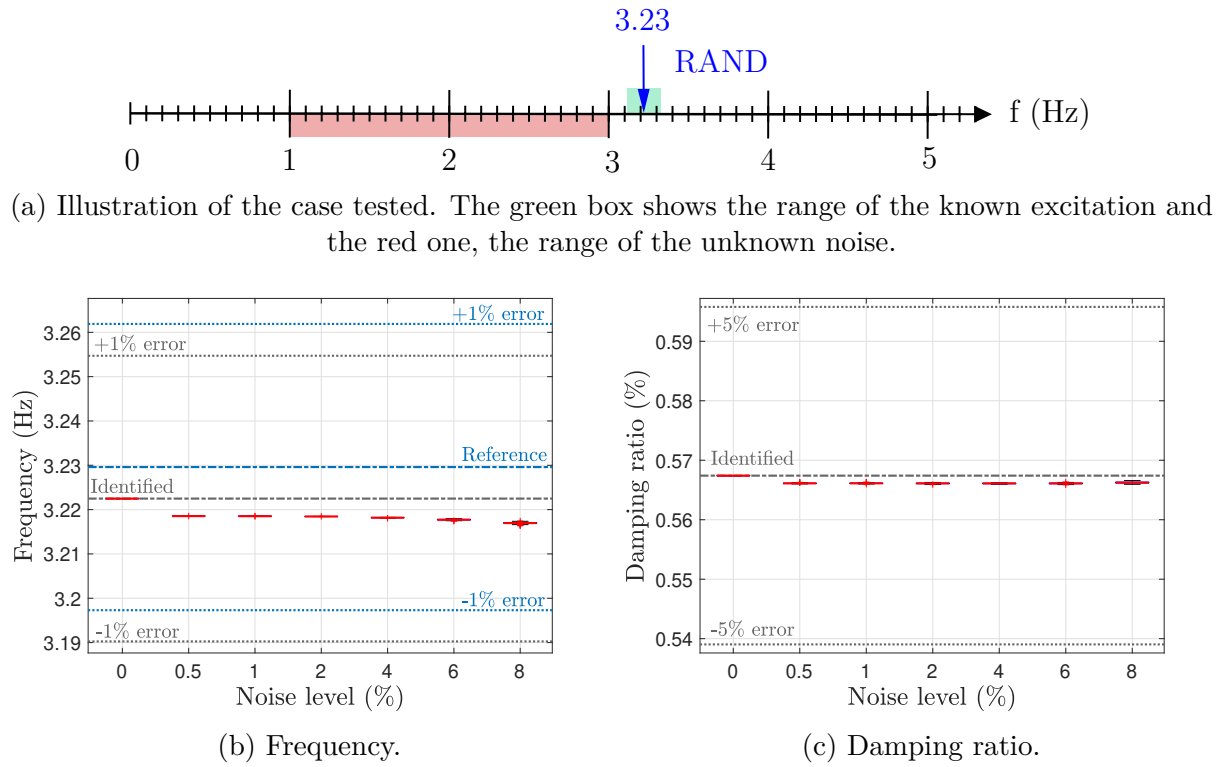 3.23
RAND
f (Hz)
0 1 2 3 4 5
(a) Illustration of the case tested. The green box shows the range of the known excitation and
the red one, the range of the unknown noise.
+1% error
+1% error
Reference
Identified
-1% error
-1% error
3.26
3.25
3.24
3.23
3.22
3.21
3.2
3.19
Frequency (Hz)
0 0.5 1 2 4 6 8
Noise level (%)
(b) Frequency.
+5% error
Identified
-5% error
0.59
0.58
0.57
0.56
0.55
0.54
Damping ratio (%)
0 0.5 1 2 4 6 8
Noise level (%)
(c) Damping ratio.